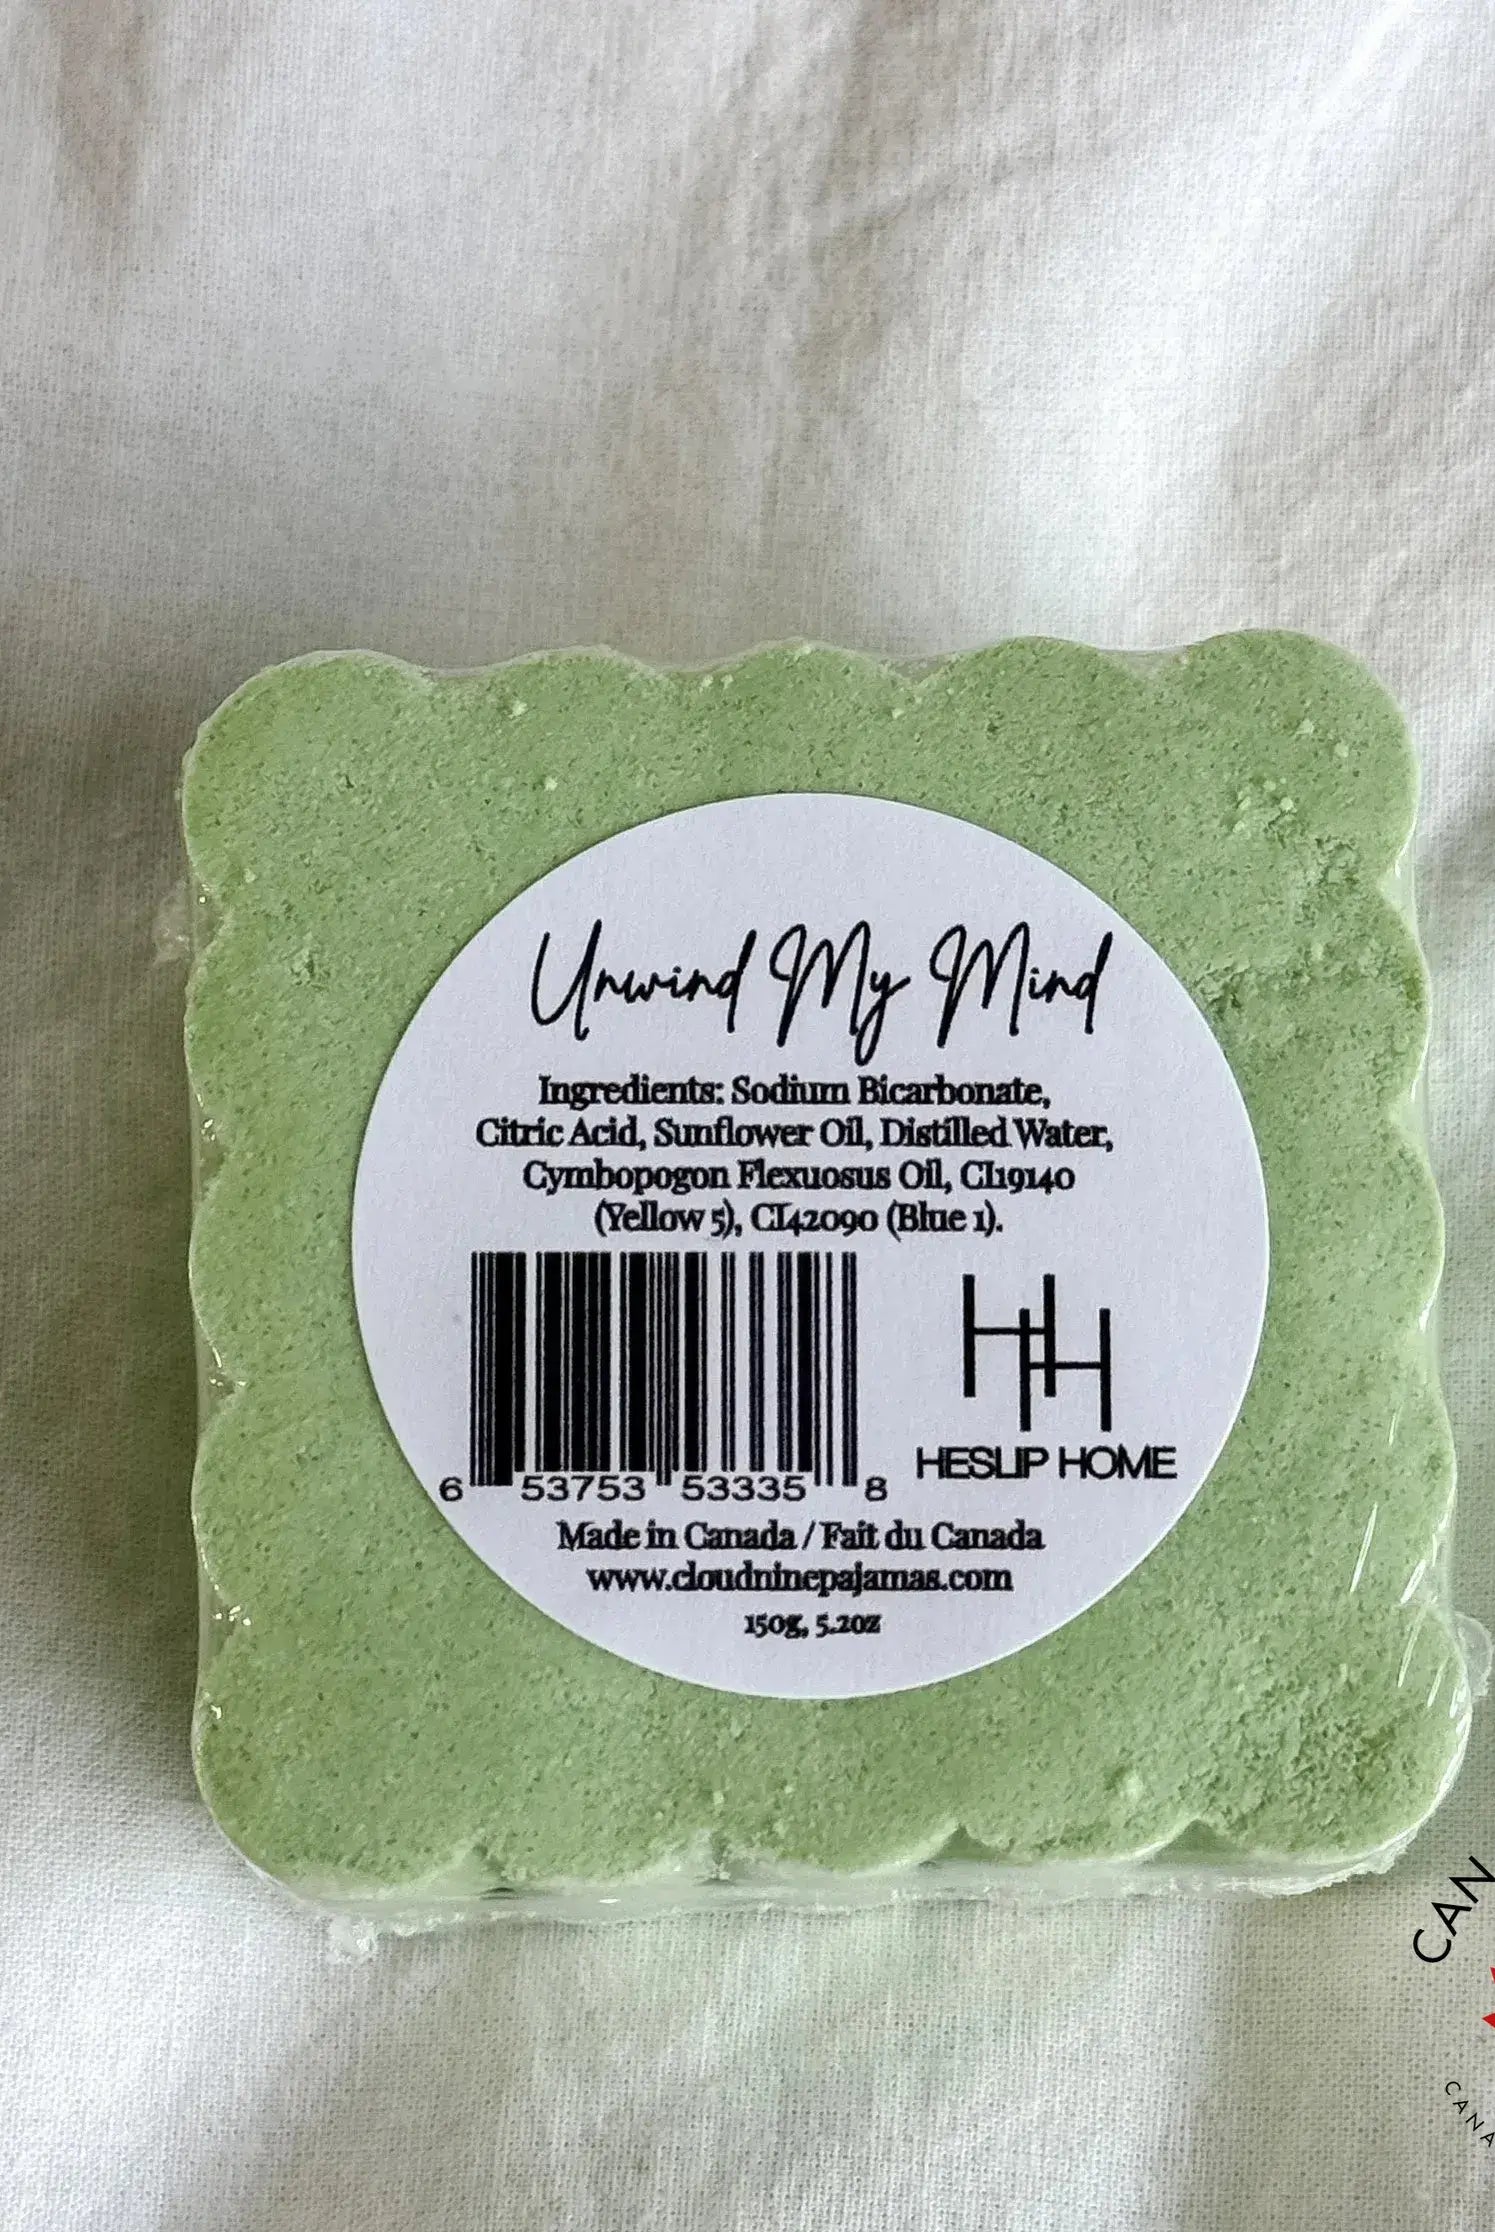 Unwind My Mind
Ingredients: Sodium Bicarbonate,
Citric Acid, Sunflower Oil, Distilled Water,
Cymbopogon Flexuosus Oil, CI19140
(Yellow 5), CI42090 (Blue 1).
6 53753 53335 8
HH
HESLIP HOME
Made in Canada / Fait du Canada
www.cloudninepajamas.com
150g, 5.2oz
CAN
CANA